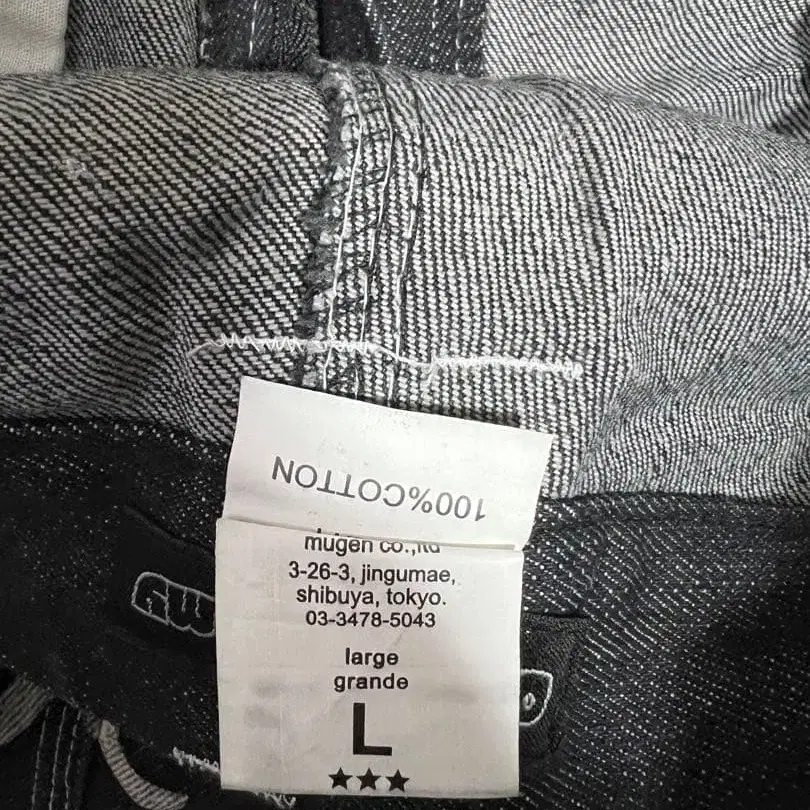 100%COTTON
mugen co.,ltd
3-26-3, jingumae,
shibuya, tokyo.
03-3478-5043
large
grande
L